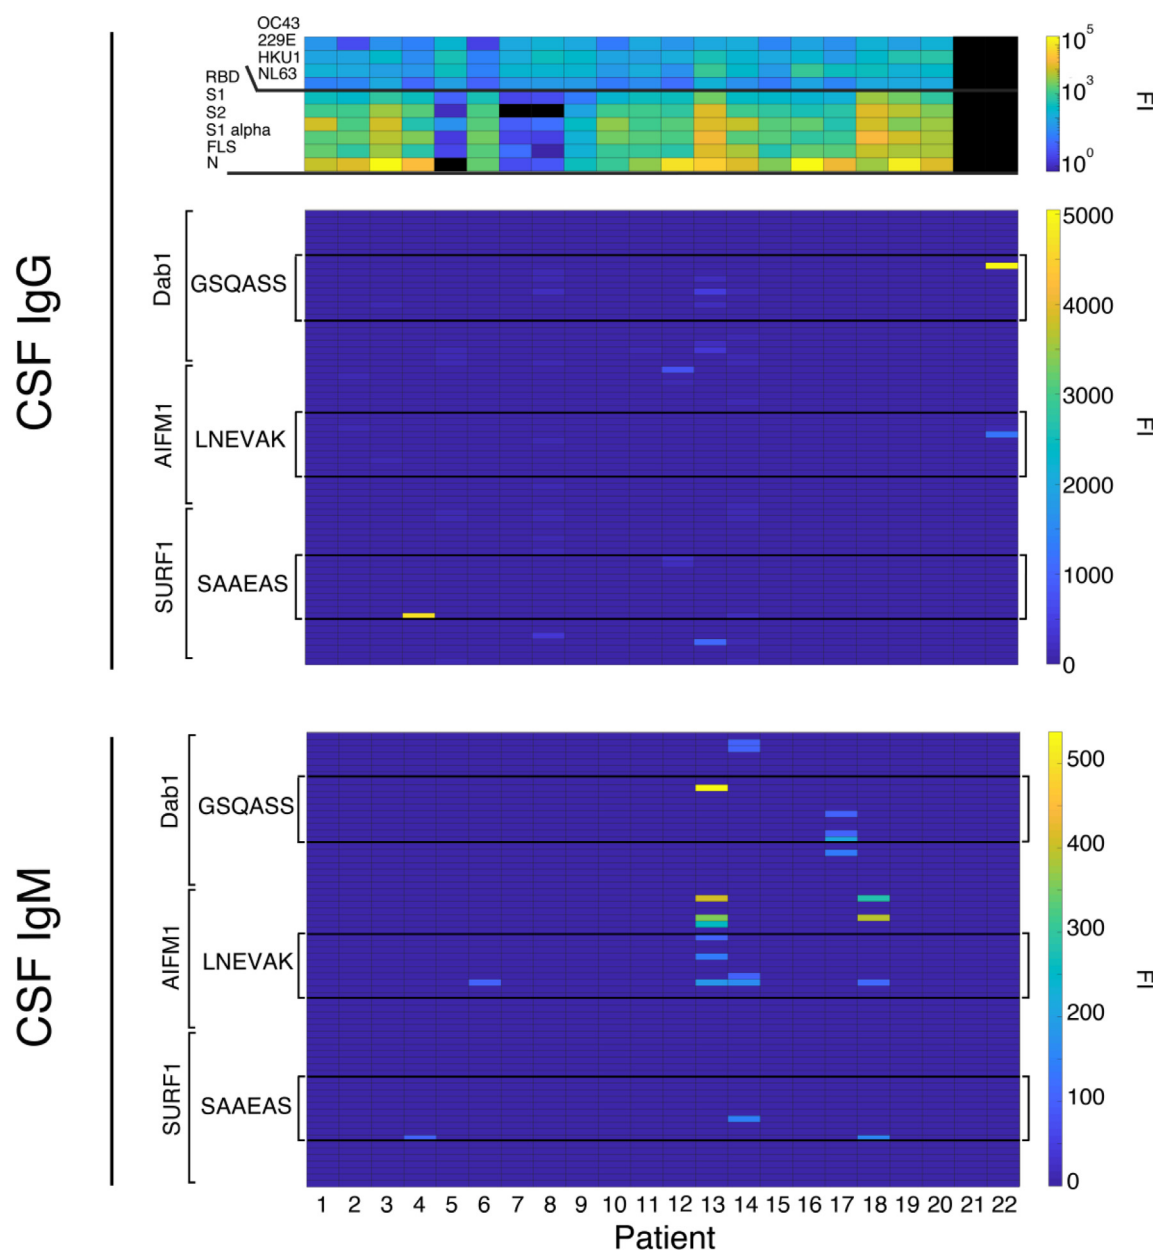 OC43
229E
HKU1
NL63
RBD
S1
S2
S1 alpha
FLS
N
10^5
10^3
10^0
FI
CSF IgG
Dab1
GSQASS
AIFM1
LNEVAK
SURF1
SAAEAS
5000
4000
3000
2000
1000
0
FI
CSF IgM
Dab1
GSQASS
AIFM1
LNEVAK
SURF1
SAAEAS
500
400
300
200
100
0
FI
1 2 3 4 5 6 7 8 9 10 11 12 13 14 15 16 17 18 19 20 21 22
Patient